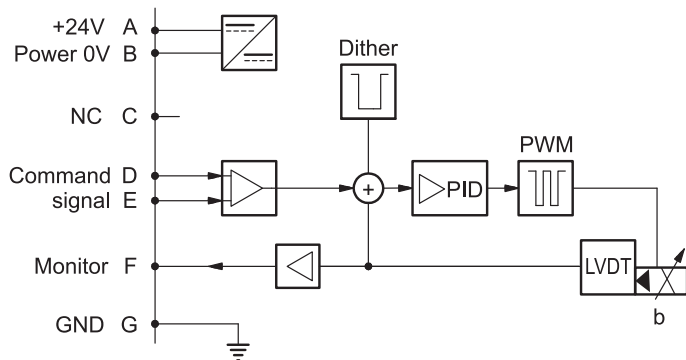 +24V A
Power 0V B
Dither
NC C
PWM
Command D
signal E
+
PID
Monitor F
LVDT
b
GND G